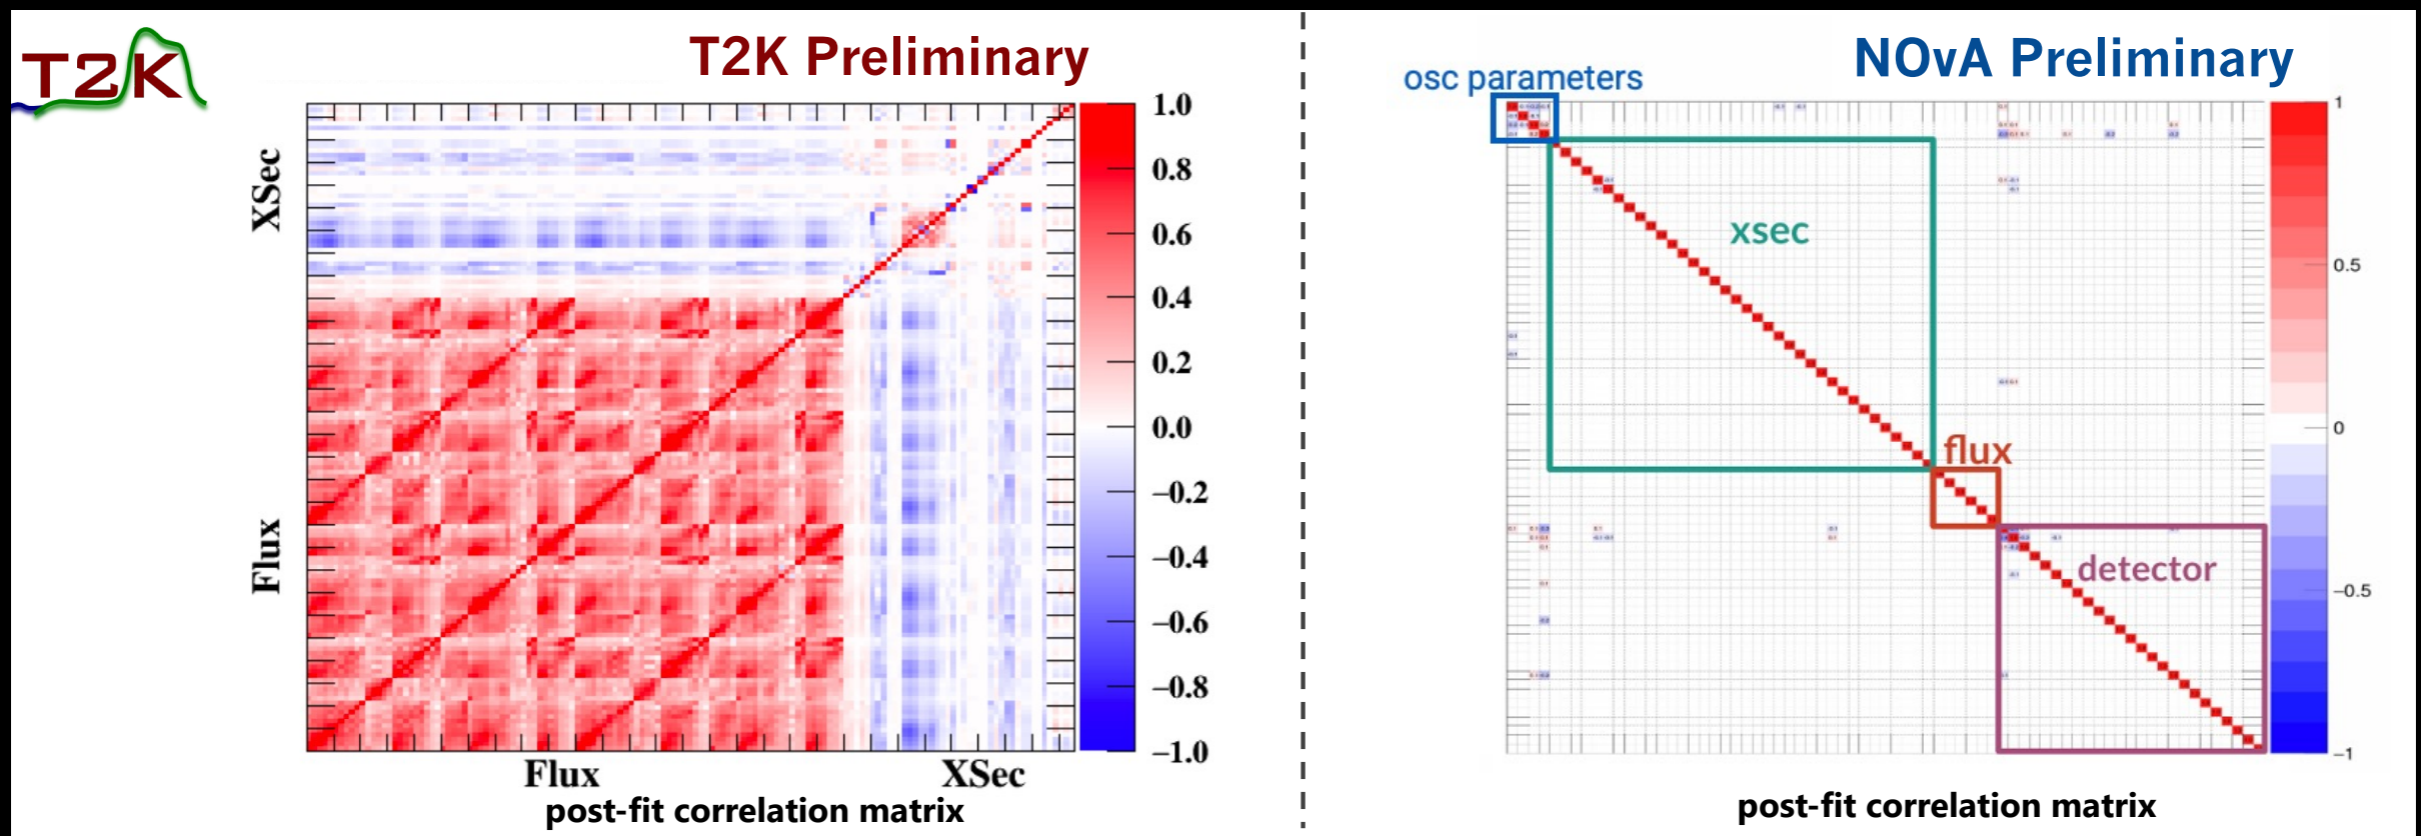 T2K
T2K Preliminary
XSec
Flux
1.0
0.8
0.6
0.4
0.2
0.0
−0.2
−0.4
−0.6
−0.8
−1.0
Flux XSec
post-fit correlation matrix
NOvA Preliminary
osc parameters
xsec
flux
detector
1
0.5
0
−0.5
−1
post-fit correlation matrix